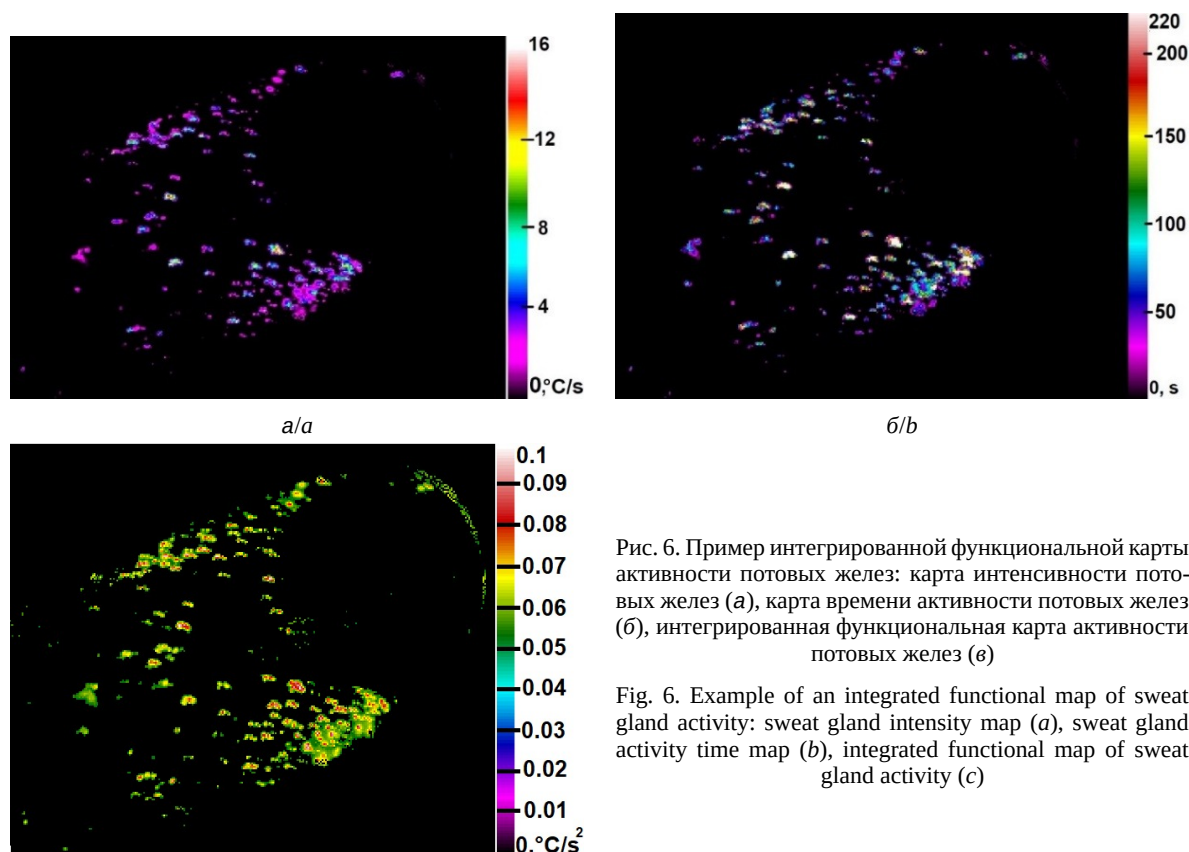 16
12
8
4
0,°C/s
220
200
150
100
50
0, s
а/a
б/b
0.1
0.09
0.08
0.07
0.06
0.05
0.04
0.03
0.02
0.01
0,°C/s²
Рис. 6. Пример интегрированной функциональной карты
активности потовых желез: карта интенсивности пото-
вых желез (а), карта времени активности потовых желез
(б), интегрированная функциональная карта активности
потовых желез (в)
Fig. 6. Example of an integrated functional map of sweat
gland activity: sweat gland intensity map (a), sweat gland
activity time map (b), integrated functional map of sweat
gland activity (c)